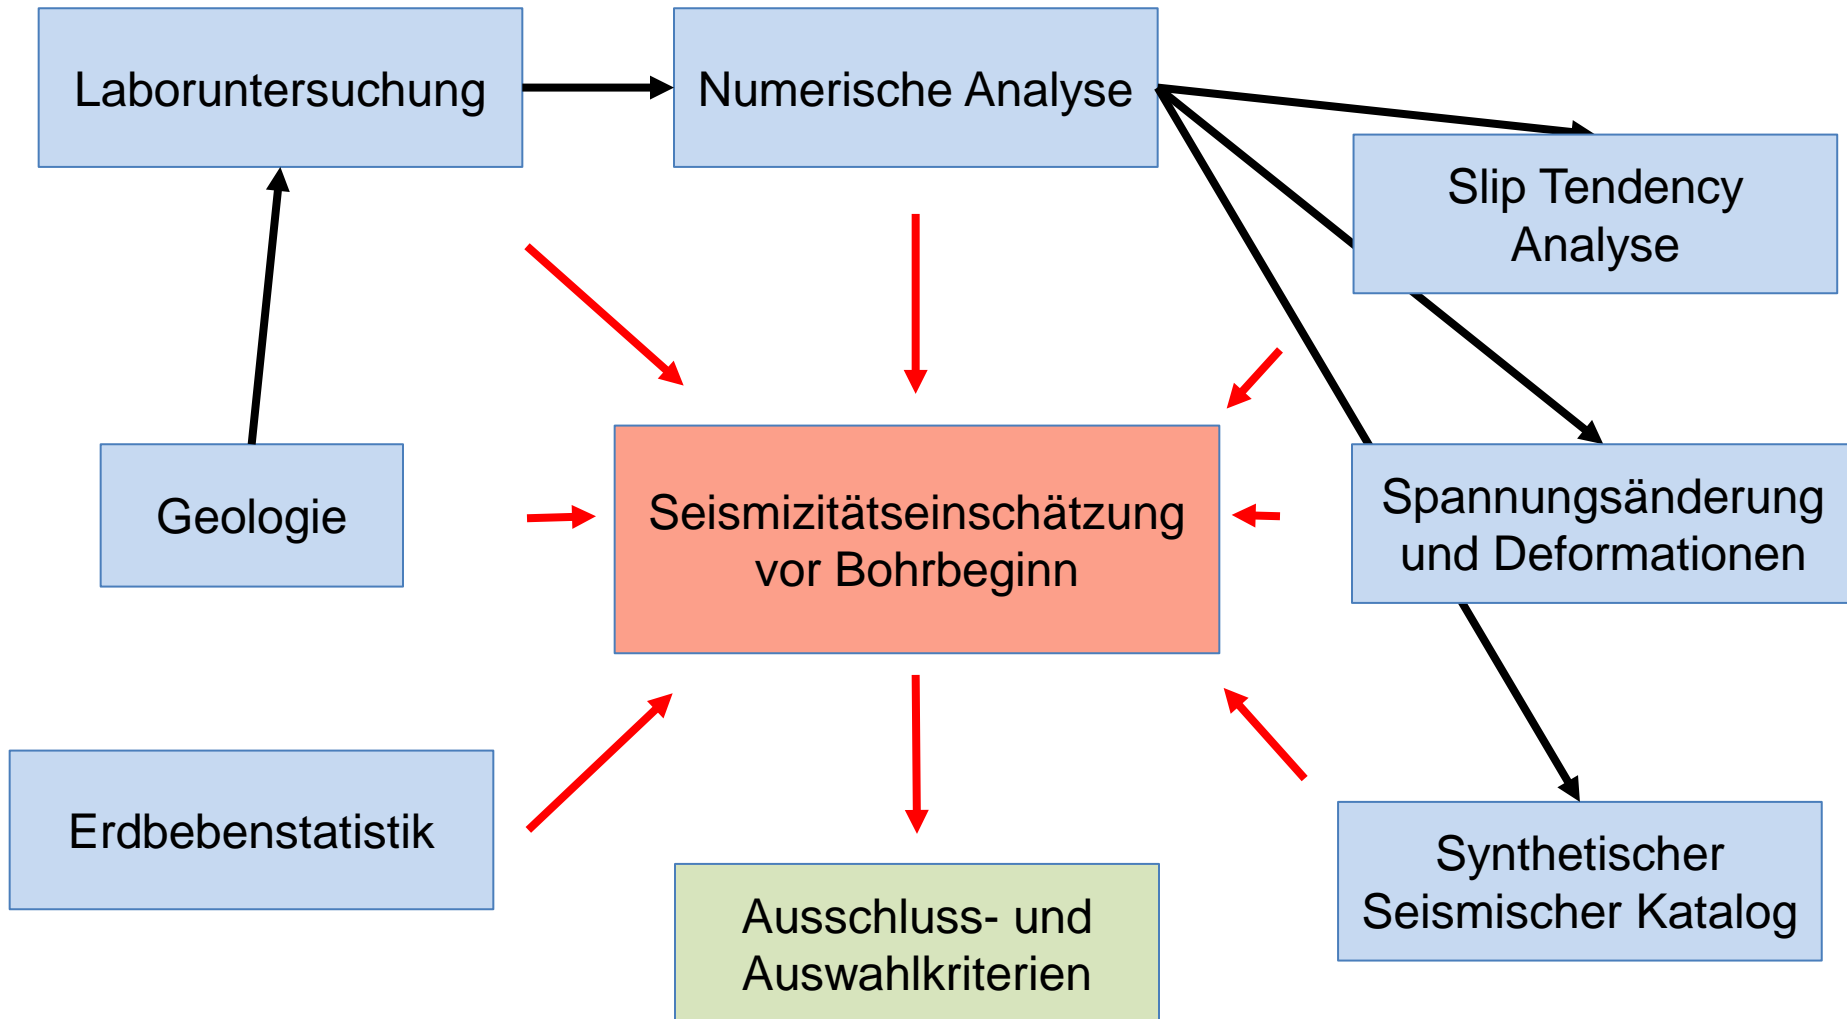 Laboruntersuchung
Numerische Analyse
Slip Tendency
Analyse
Geologie
Seismizitätseinschätzung
vor Bohrbeginn
Spannungsänderung
und Deformationen
Erdbebenstatistik
Ausschluss- und
Auswahlkriterien
Synthetischer
Seismischer Katalog